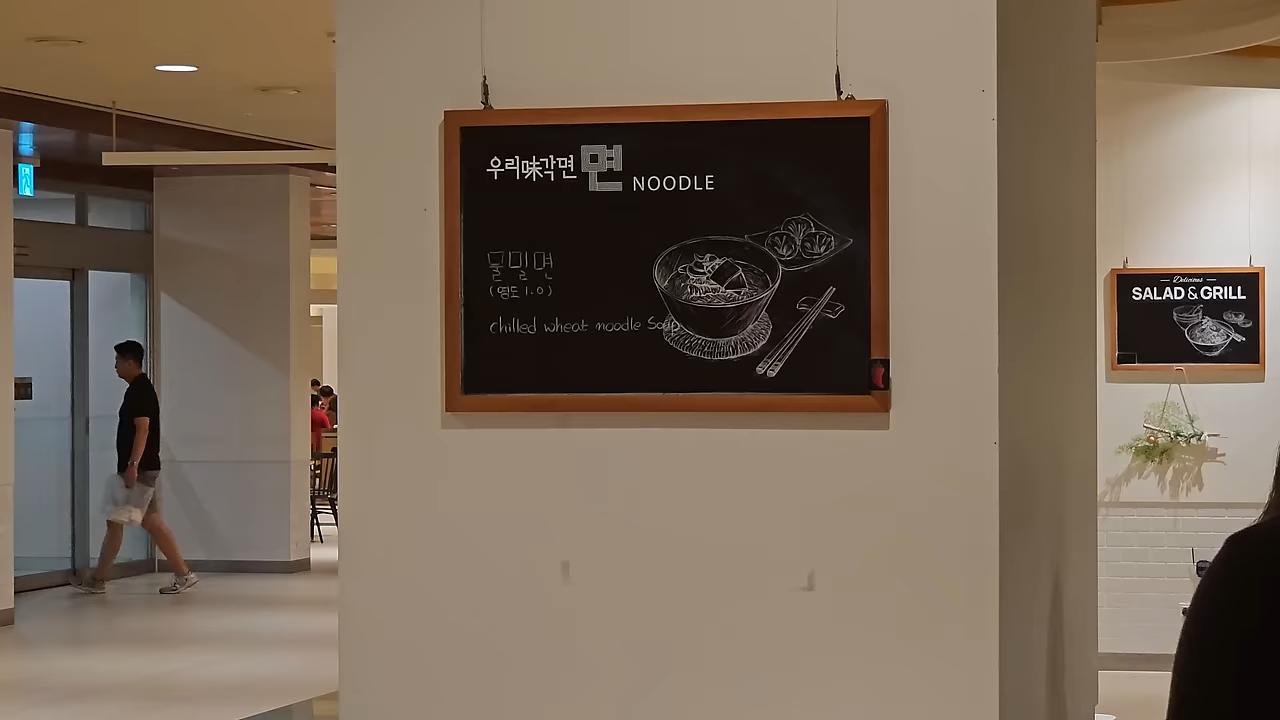 우리味각면 면 NOODLE
물밀면
(염도 1.0)
chilled wheat noodle Soup
Delicious
SALAD & GRILL